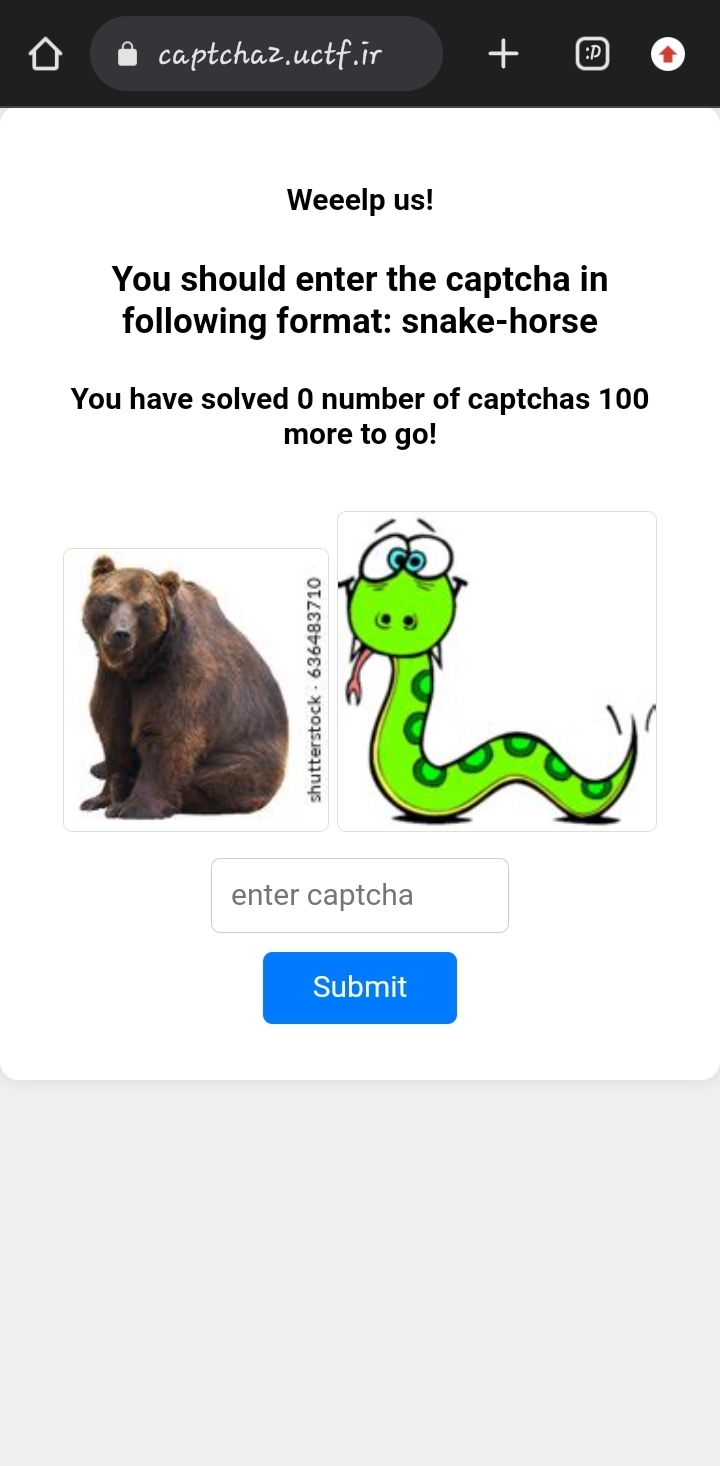 captcha2.uctf.ir
:D
Weeelp us!
You should enter the captcha in
following format: snake-horse
You have solved 0 number of captchas 100
more to go!
shutterstock · 636483710
enter captcha
Submit